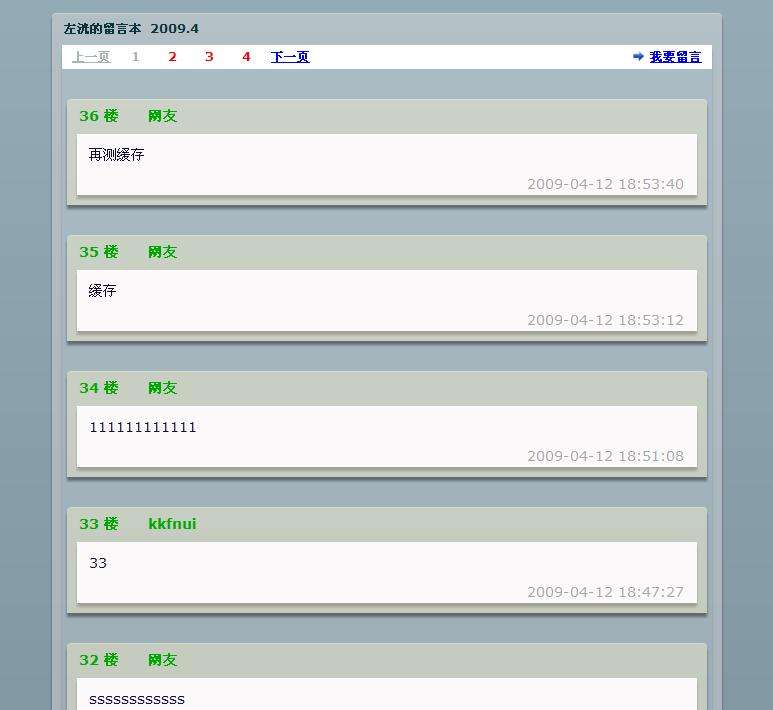 左洸的留言本 2009.4
上一页 1 2 3 4 下一页 我要留言
36 楼 网友
再测缓存
2009-04-12 18:53:40
35 楼 网友
缓存
2009-04-12 18:53:12
34 楼 网友
111111111111
2009-04-12 18:51:08
33 楼 kkfnui
33
2009-04-12 18:47:27
32 楼 网友
ssssssssssss